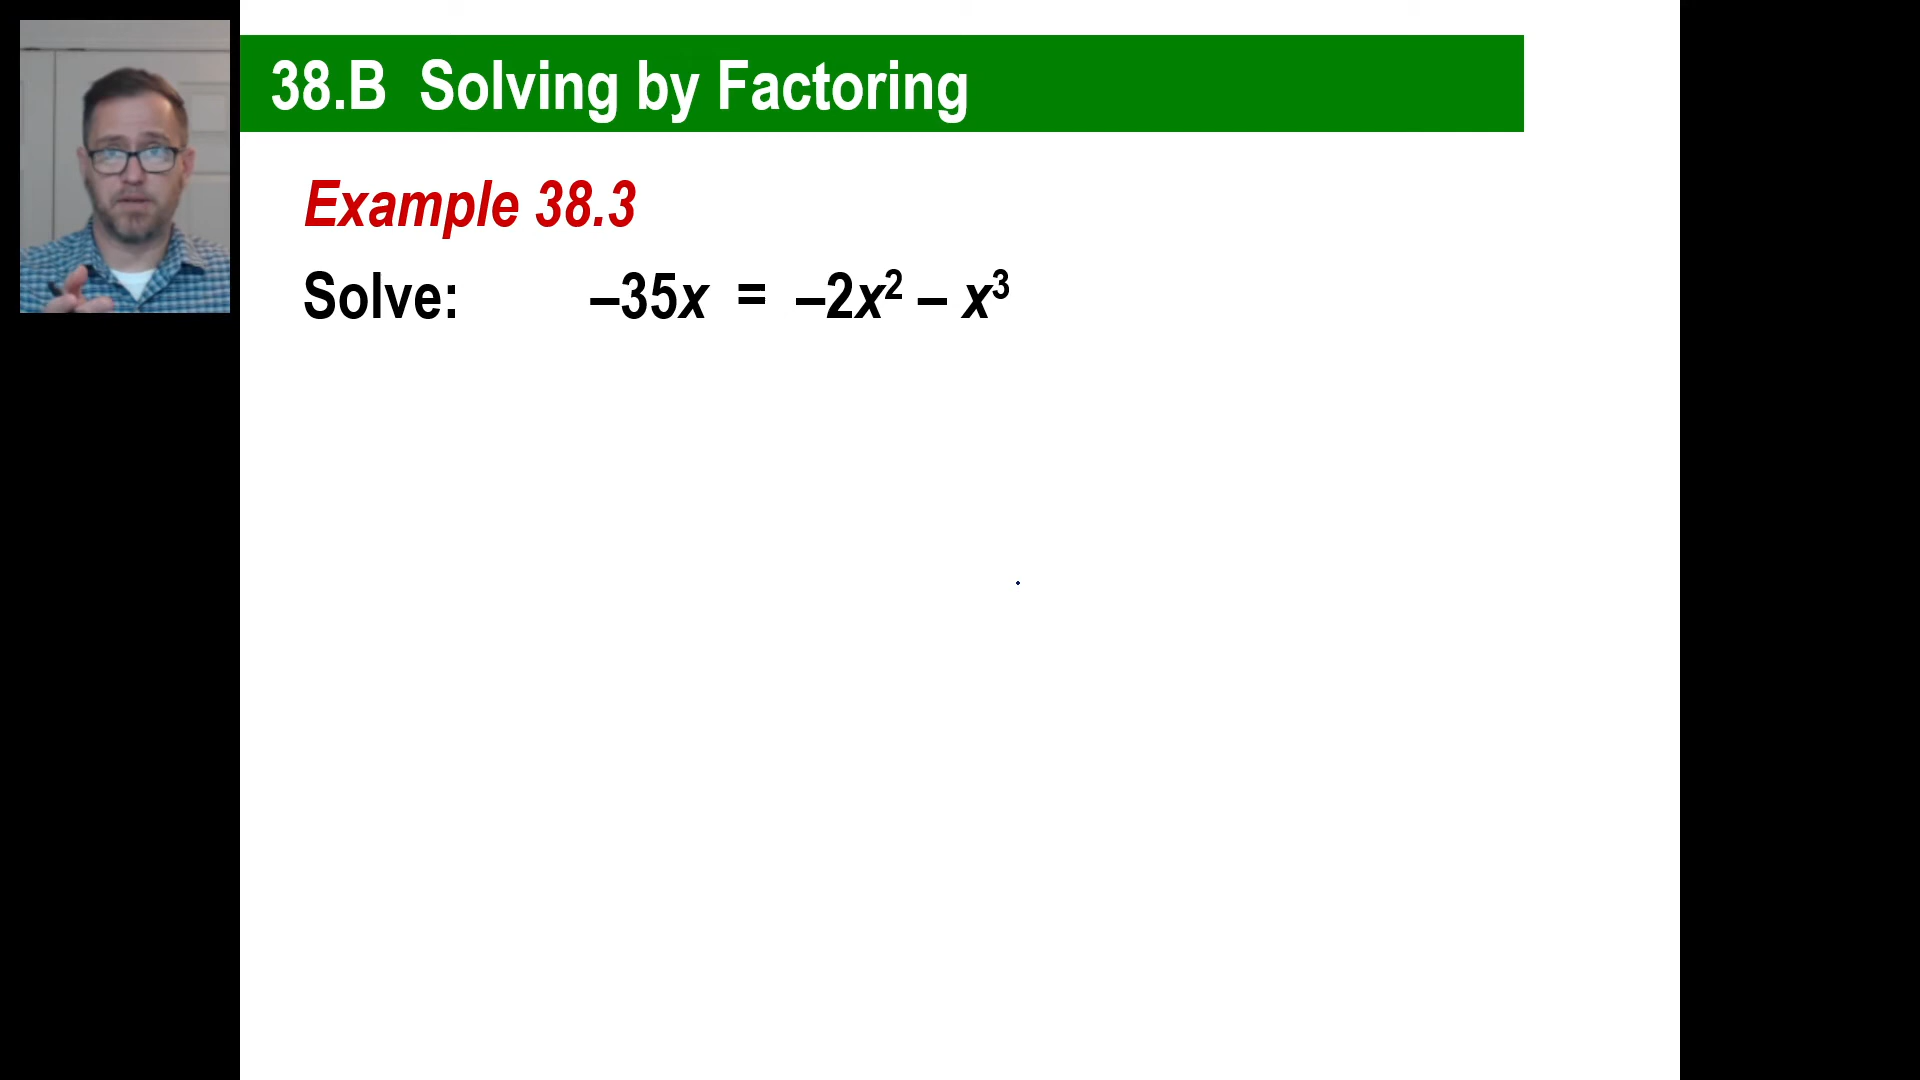 38.B Solving by Factoring
Example 38.3
Solve: –35x = –2x² – x³